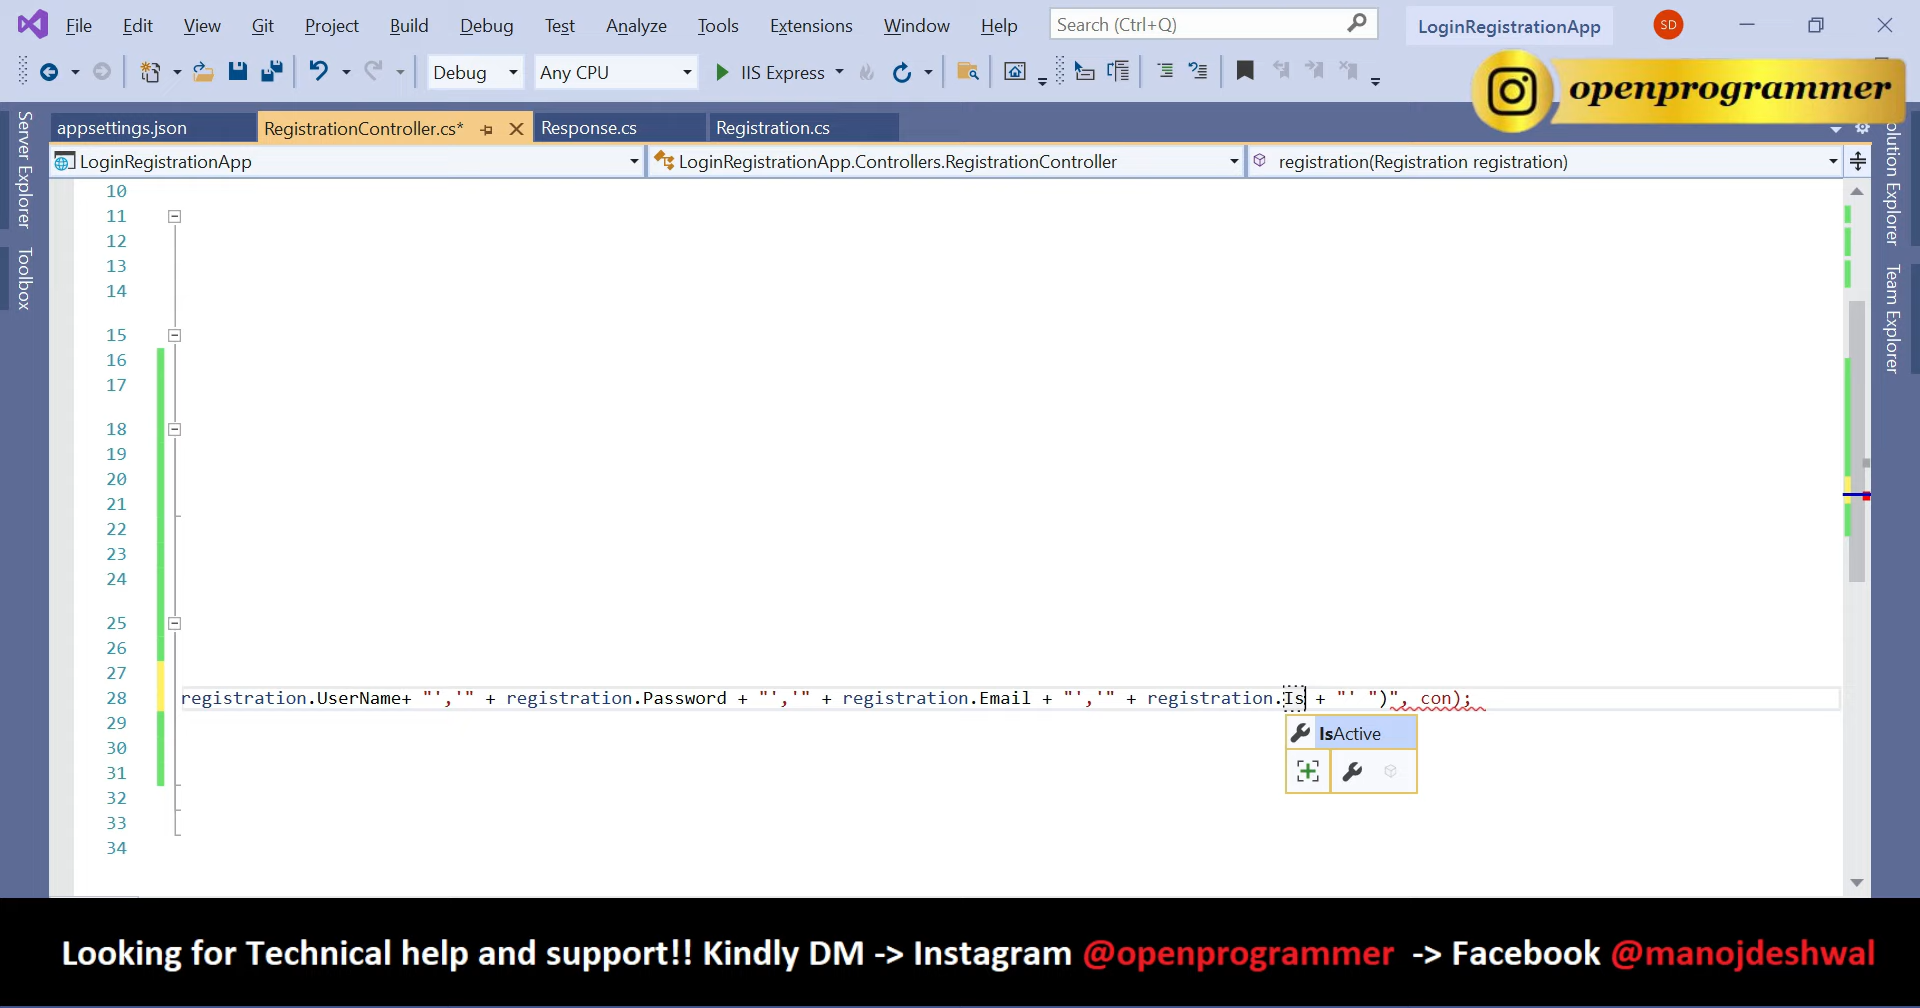 File Edit View Git Project Build Debug Test Analyze Tools Extensions Window Help Search (Ctrl+Q) LoginRegistrationApp SD
Debug Any CPU IIS Express
openprogrammer
appsettings.json RegistrationController.cs* Response.cs Registration.cs
LoginRegistrationApp LoginRegistrationApp.Controllers.RegistrationController registration(Registration registration)
Server Explorer
Toolbox
olution Explorer
Team Explorer
10
11
12
13
14
15
16
17
18
19
20
21
22
23
24
25
26
27
28 registration.UserName+ "','" + registration.Password + "','" + registration.Email + "','" + registration.Is + "' ")", con);
29
IsActive
30
31
32
33
34
Looking for Technical help and support!! Kindly DM -> Instagram @openprogrammer -> Facebook @manojdeshwal